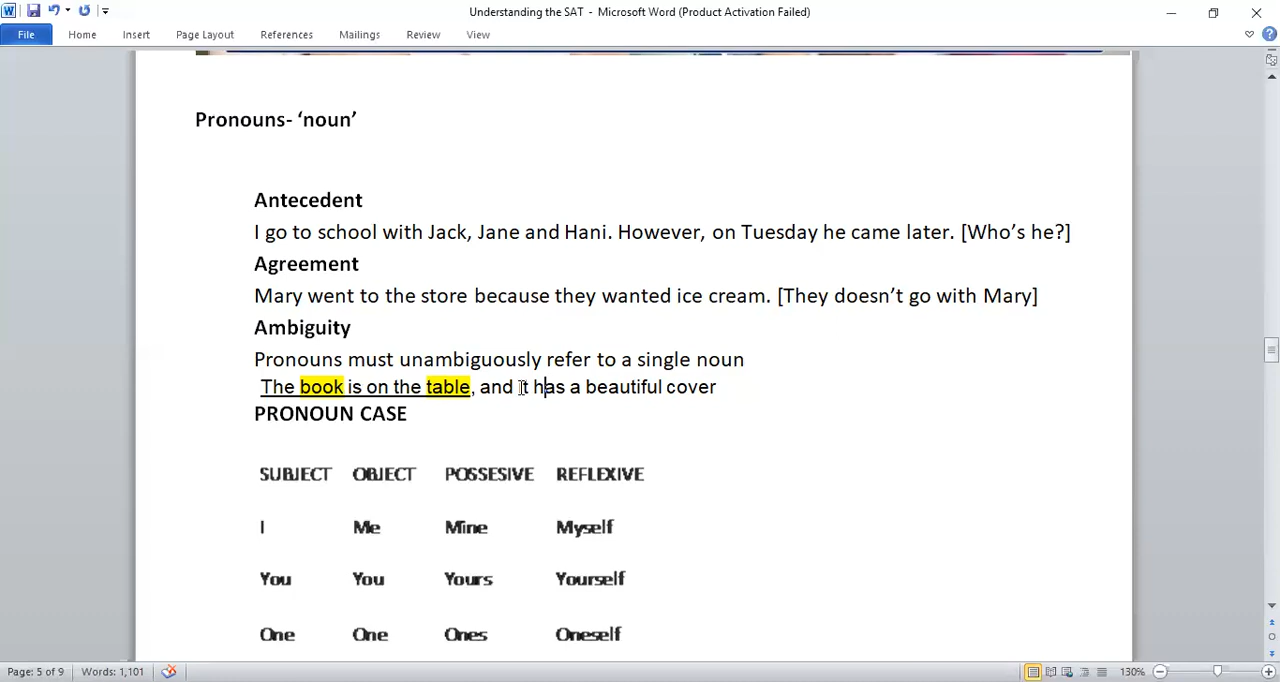 Understanding the SAT - Microsoft Word (Product Activation Failed)
File Home Insert Page Layout References Mailings Review View
Pronouns- ‘noun’
Antecedent
I go to school with Jack, Jane and Hani. However, on Tuesday he came later. [Who’s he?]
Agreement
Mary went to the store because they wanted ice cream. [They doesn’t go with Mary]
Ambiguity
Pronouns must unambiguously refer to a single noun
The book is on the table, and it has a beautiful cover
PRONOUN CASE
SUBJECT OBJECT POSSESIVE REFLEXIVE
I Me Mine Myself
You You Yours Yourself
One One Ones Oneself
Page: 5 of 9 Words: 1,101 130%